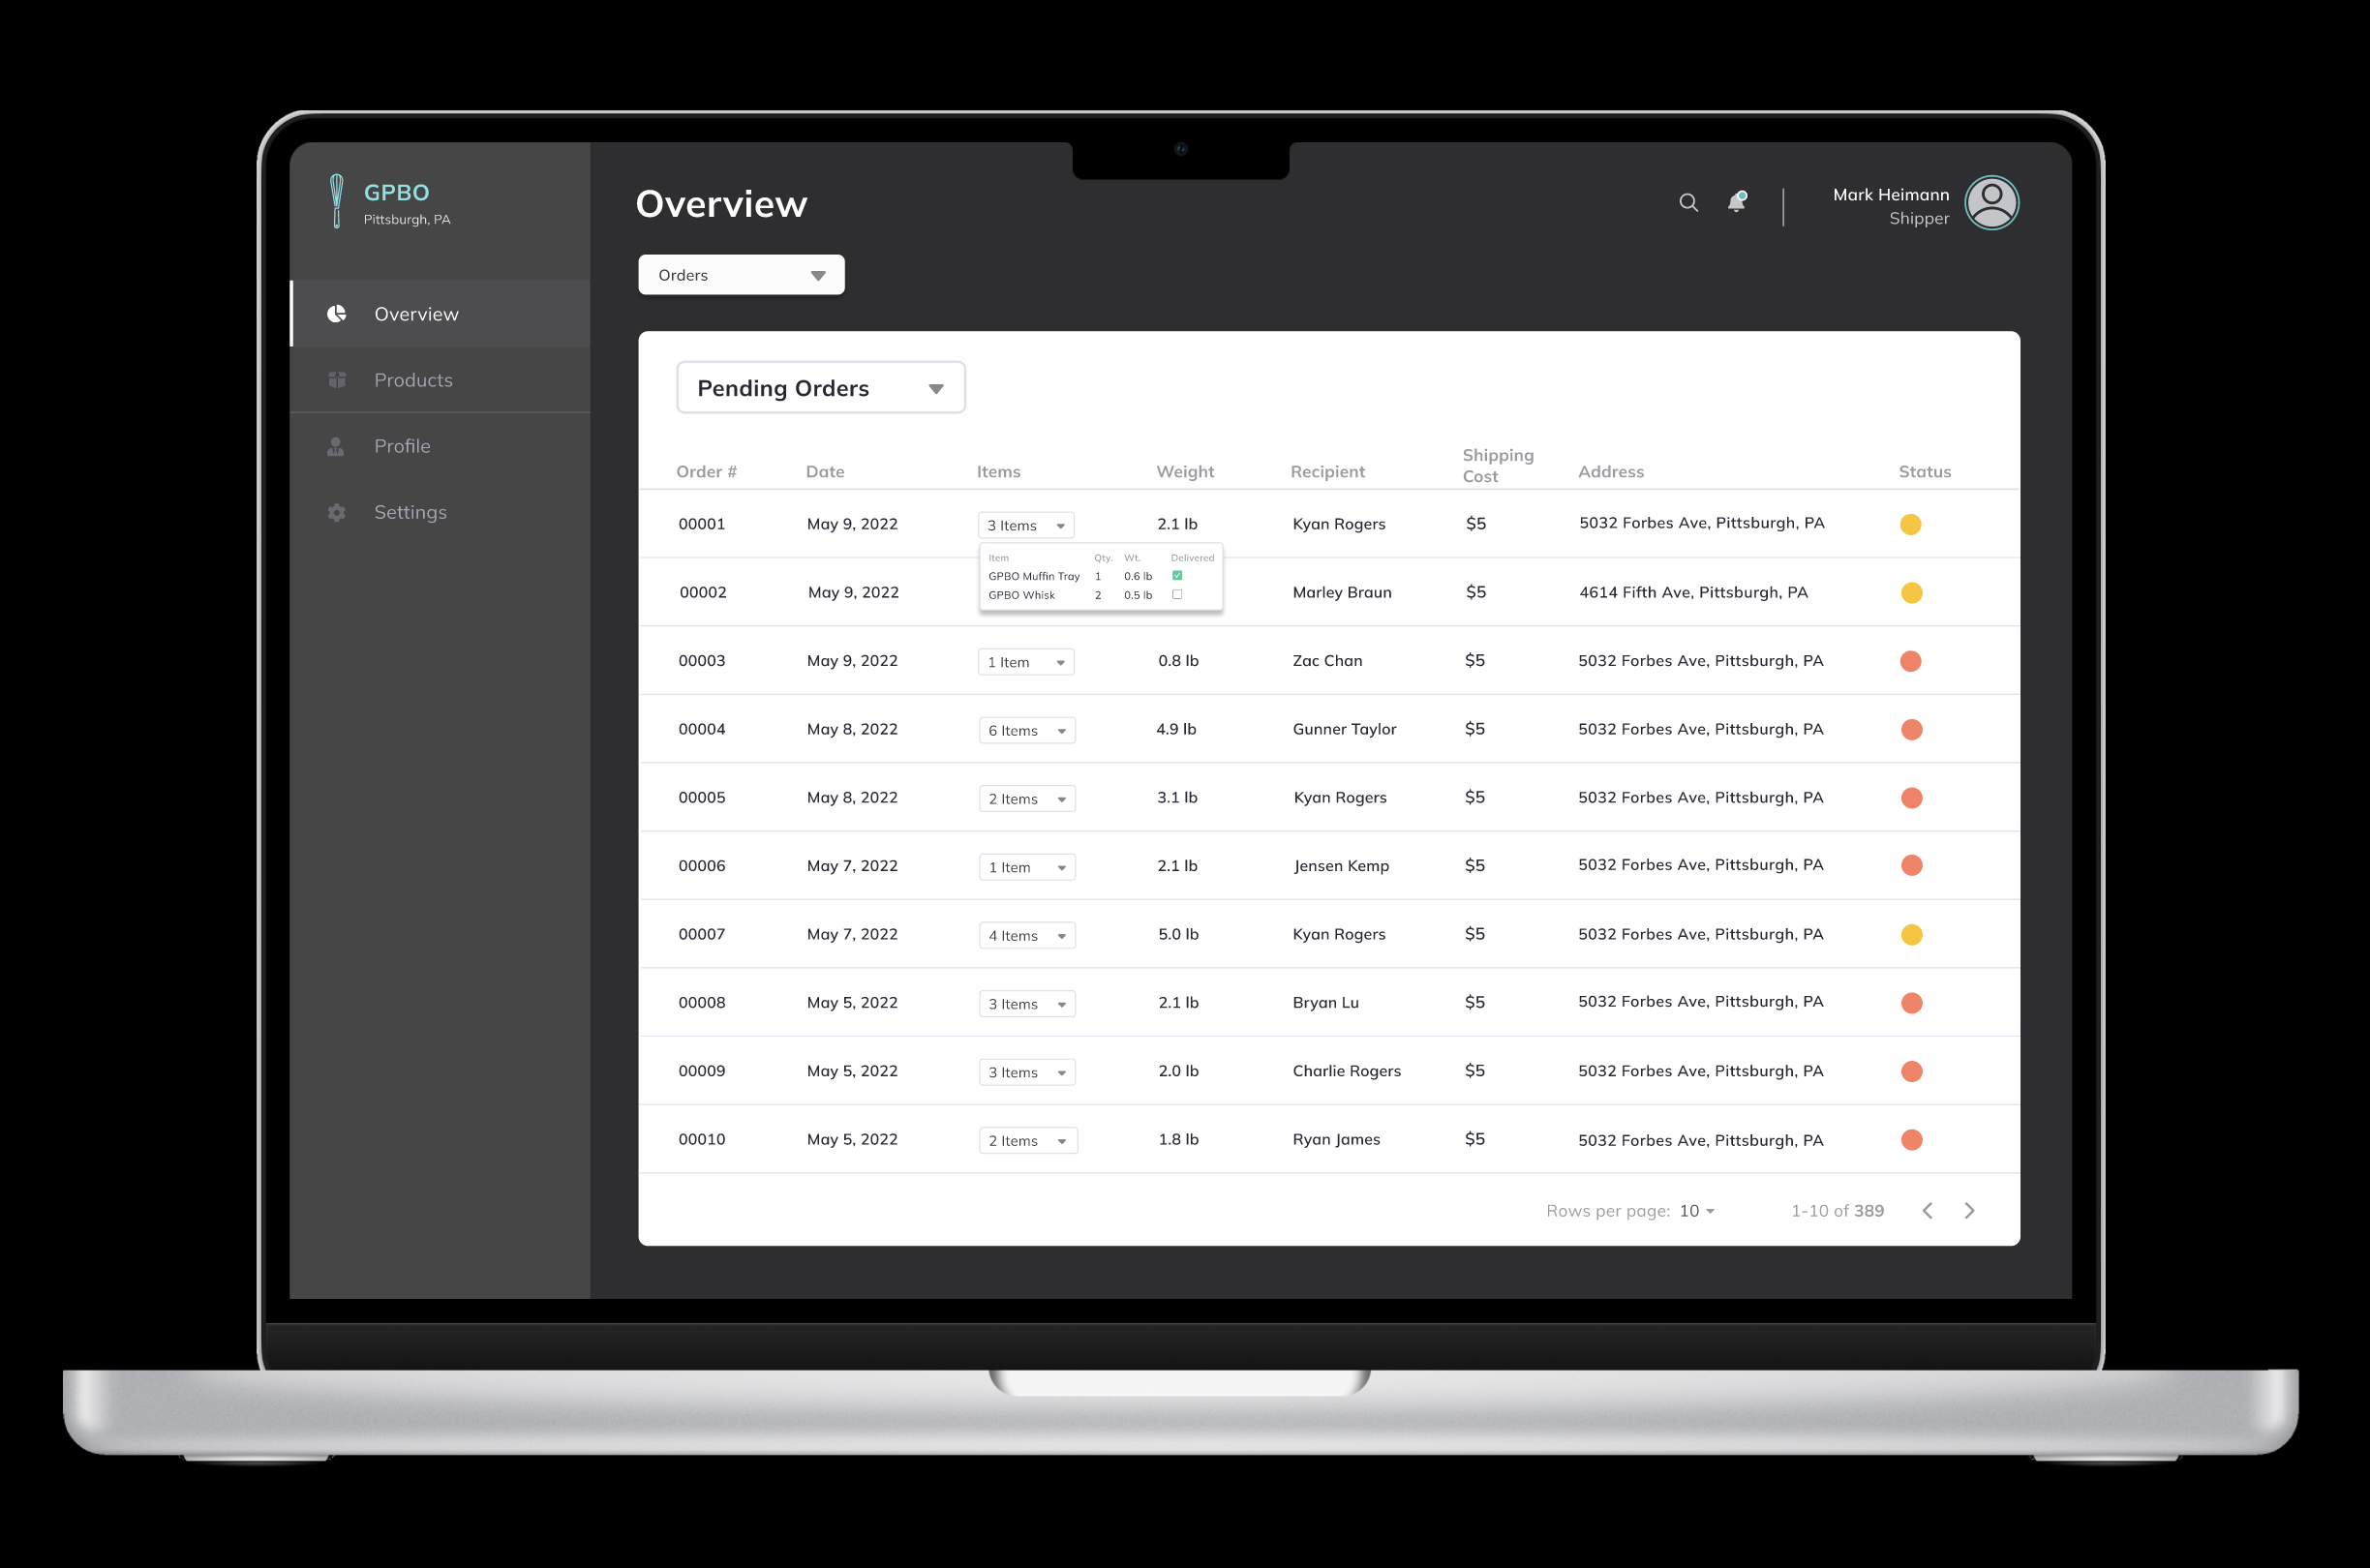 GPBO
Pittsburgh, PA
Overview
Products
Profile
Settings
Overview
Mark Heimann
Shipper
Orders
Pending Orders
Order # Date Items Weight Recipient Shipping Cost Address Status
00001 May 9, 2022 3 Items 2.1 lb Kyan Rogers $5 5032 Forbes Ave, Pittsburgh, PA
Item Qty. Wt. Delivered
GPBO Muffin Tray 1 0.6 lb
GPBO Whisk 2 0.5 lb
00002 May 9, 2022 Marley Braun $5 4614 Fifth Ave, Pittsburgh, PA
00003 May 9, 2022 1 Item 0.8 lb Zac Chan $5 5032 Forbes Ave, Pittsburgh, PA
00004 May 8, 2022 6 Items 4.9 lb Gunner Taylor $5 5032 Forbes Ave, Pittsburgh, PA
00005 May 8, 2022 2 Items 3.1 lb Kyan Rogers $5 5032 Forbes Ave, Pittsburgh, PA
00006 May 7, 2022 1 Item 2.1 lb Jensen Kemp $5 5032 Forbes Ave, Pittsburgh, PA
00007 May 7, 2022 4 Items 5.0 lb Kyan Rogers $5 5032 Forbes Ave, Pittsburgh, PA
00008 May 5, 2022 3 Items 2.1 lb Bryan Lu $5 5032 Forbes Ave, Pittsburgh, PA
00009 May 5, 2022 3 Items 2.0 lb Charlie Rogers $5 5032 Forbes Ave, Pittsburgh, PA
00010 May 5, 2022 2 Items 1.8 lb Ryan James $5 5032 Forbes Ave, Pittsburgh, PA
Rows per page: 10 1-10 of 389